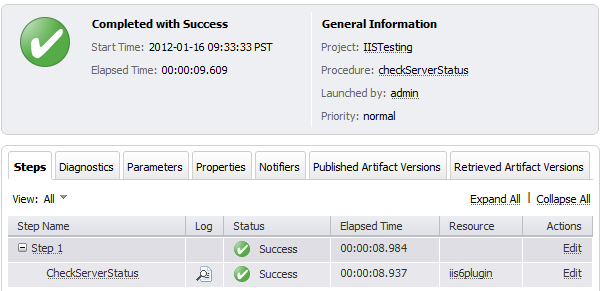 Completed with Success
Start Time: 2012-01-16 09:33:33 PST
Elapsed Time: 00:00:09.609
General Information
Project: IISTesting
Procedure: checkServerStatus
Launched by: admin
Priority: normal
Steps Diagnostics Parameters Properties Notifiers Published Artifact Versions Retrieved Artifact Versions
View: All Expand All | Collapse All
Step Name Log Status Elapsed Time Resource Actions
Step 1 Success 00:00:08.984 Edit
CheckServerStatus Success 00:00:08.937 iis6plugin Edit